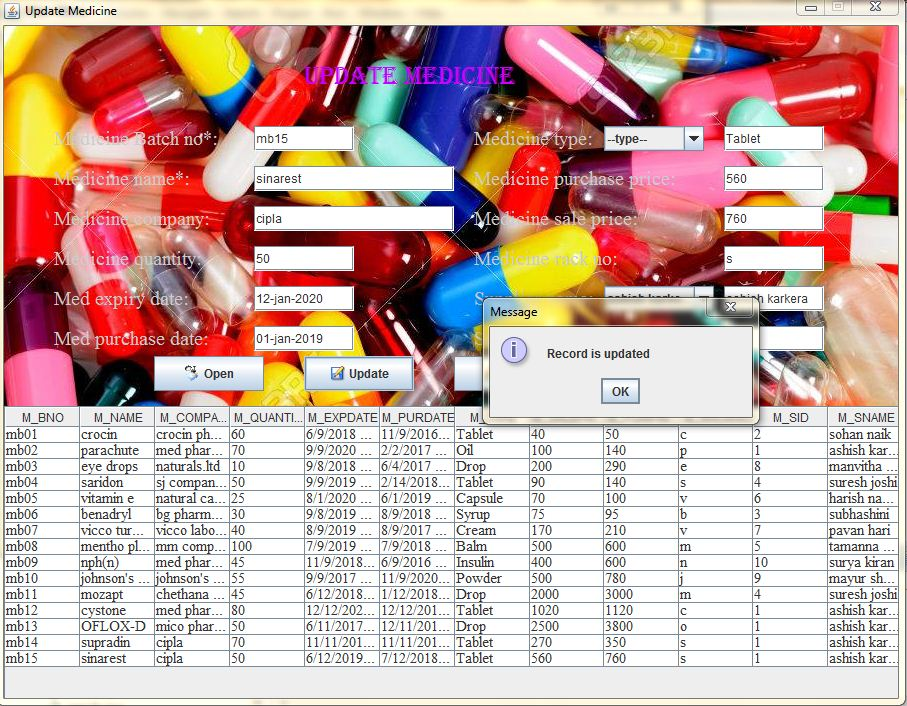 Update Medicine
UPDATE MEDICINE
Medicine Batch no*: mb15 Medicine type: --type-- Tablet
Medicine name*: sinarest Medicine purchase price: 560
Medicine company: cipla Medicine sale price: 760
Medicine quantity: 50 Medicine rack no: s
Med expiry date: 12-jan-2020 ashish karkera
Med purchase date: 01-jan-2019
Message
Record is updated
OK
Open Update
M_BNO M_NAME M_COMPA... M_QUANTI... M_EXPDATE M_PURDATE M_SID M_SNAME
mb01 crocin crocin ph... 60 6/9/2018 ... 11/9/2016... Tablet 40 50 c 2 sohan naik
mb02 parachute med phar... 70 9/9/2020 ... 2/2/2017 ... Oil 100 140 p 1 ashish kar...
mb03 eye drops naturals.ltd 10 9/8/2018 ... 6/4/2017 ... Drop 200 290 e 8 manvitha ...
mb04 saridon sj compan... 50 9/9/2019 ... 2/14/2018... Tablet 90 140 s 4 suresh joshi
mb05 vitamin e natural ca... 25 8/1/2020 ... 6/1/2019 ... Capsule 70 100 v 6 harish na...
mb06 benadryl bg pharm... 30 9/8/2019 ... 8/9/2018 ... Syrup 75 95 b 3 subhashini
mb07 vicco tur... vicco labo... 40 8/9/2019 ... 8/9/2017 ... Cream 170 210 v 7 pavan hari
mb08 mentho pl... mm comp... 100 7/9/2019 ... 7/9/2018 ... Balm 500 600 m 5 tamanna ...
mb09 nph(n) med phar... 45 11/9/2018... 6/9/2016 ... Insulin 400 600 n 10 surya kiran
mb10 johnson's ... johnson's ... 55 9/9/2017 ... 11/9/2020... Powder 500 780 j 9 mayur sh...
mb11 mozapt chethana ... 45 6/12/2018... 1/12/2018... Drop 2000 3000 m 4 suresh joshi
mb12 cystone med phar... 80 12/12/202... 12/12/201... Tablet 1020 1120 c 1 ashish kar...
mb13 OFLOX-D mico phar... 50 6/11/2017... 12/11/201... Drop 2500 3800 o 1 ashish kar...
mb14 supradin cipla 70 11/11/201... 11/11/201... Tablet 270 350 s 1 ashish kar...
mb15 sinarest cipla 50 6/12/2019... 7/12/2018... Tablet 560 760 s 1 ashish kar...